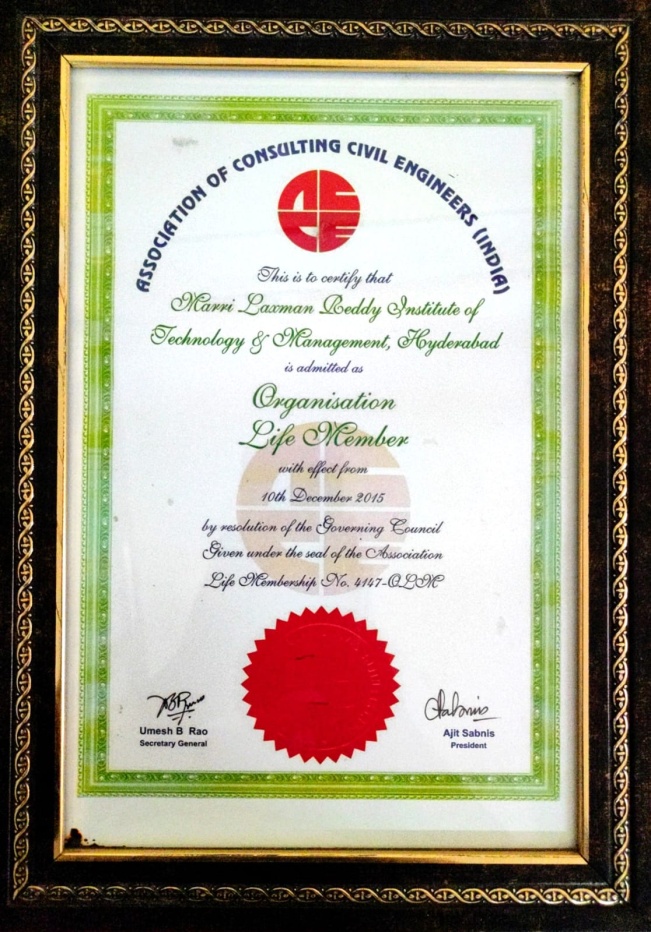 ASSOCIATION OF CONSULTING CIVIL ENGINEERS (INDIA)
This is to certify that
Marri Laxman Reddy Institute of
Technology & Management, Hyderabad
is admitted as
Organisation
Life Member
with effect from
10th December 2015
by resolution of the Governing Council
Given under the seal of the Association
Life Membership No. 4147-OLM
Umesh B Rao
Secretary General
Ajit Sabnis
President